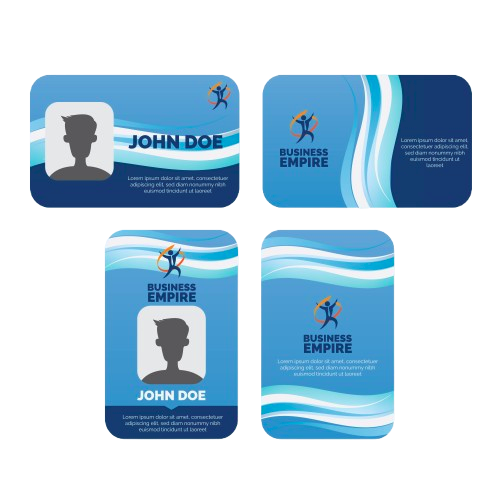 JOHN DOE
Lorem ipsum dolor sit amet, consectetuer
adipiscing elit, sed diam nonummy nibh
euismod tincidunt ut laoreet
BUSINESS
EMPIRE
Lorem ipsum dolor sit amet,
consectetuer adipiscing elit,
sed diam nonummy nibh
euismod tincidunt ut
laoreet
BUSINESS
EMPIRE
JOHN DOE
Lorem ipsum dolor sit amet, consectetuer
adipiscing elit, sed diam nonummy nibh
euismod tincidunt ut laoreet
BUSINESS
EMPIRE
Lorem ipsum dolor sit amet, consectetuer
adipiscing elit, sed diam nonummy nibh
euismod tincidunt ut laoreet